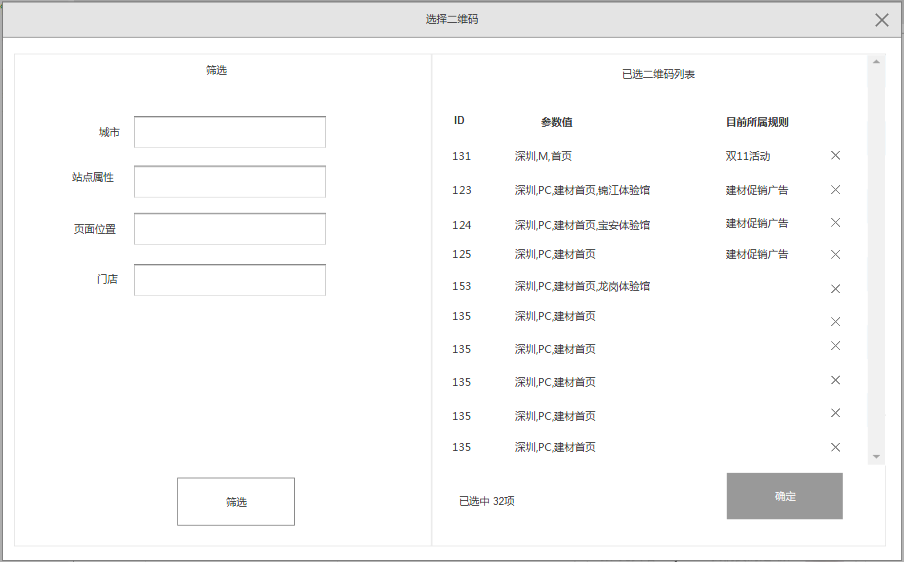 选择二维码
筛选
城市
站点属性
页面位置
门店
筛选
已选二维码列表
ID 参数值 目前所属规则
131 深圳,M,首页 双11活动
123 深圳,PC,建材首页,锦江体验馆 建材促销广告
124 深圳,PC,建材首页,宝安体验馆 建材促销广告
125 深圳,PC,建材首页 建材促销广告
153 深圳,PC,建材首页,龙岗体验馆
135 深圳,PC,建材首页
135 深圳,PC,建材首页
135 深圳,PC,建材首页
135 深圳,PC,建材首页
135 深圳,PC,建材首页
已选中 32项
确定